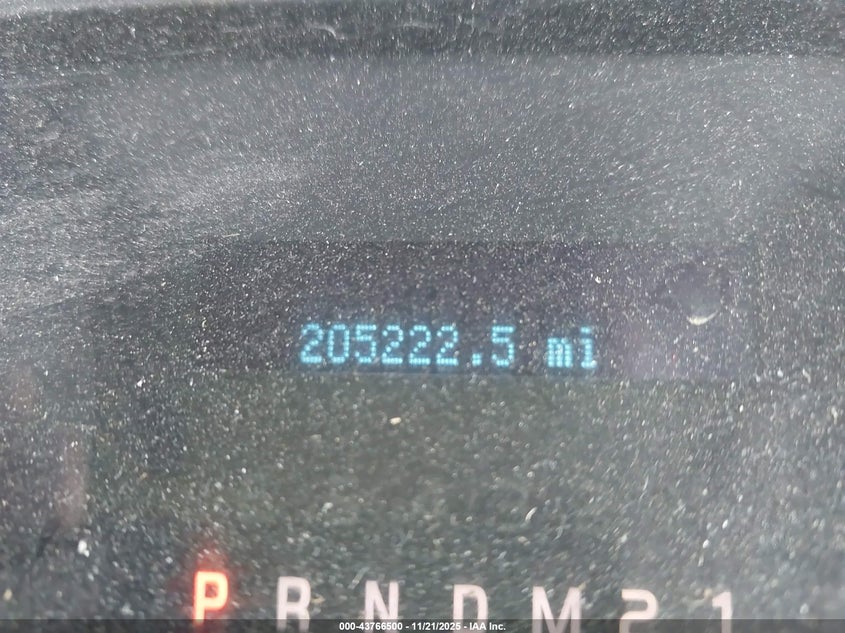 205222.5 mi
P R N D M 2 1
000-43766500 - 11/21/2025 - IAA Inc.